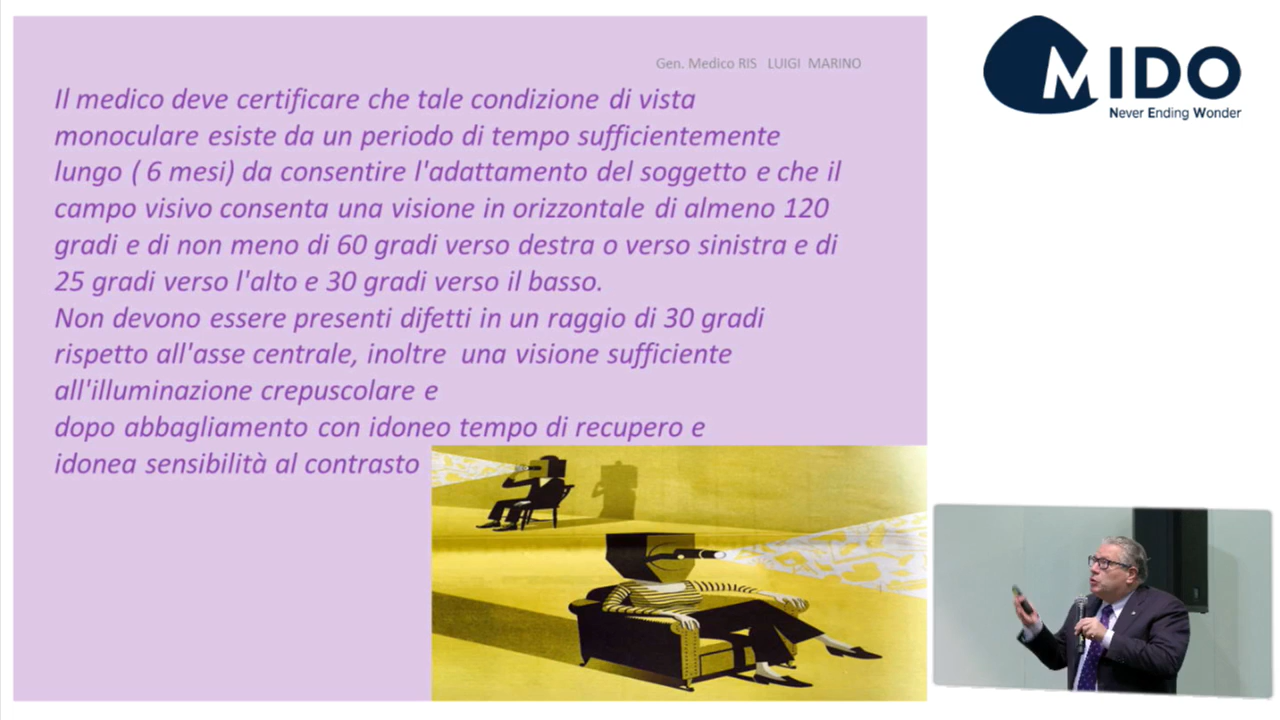 Gen. Medico RIS LUIGI MARINO
Il medico deve certificare che tale condizione di vista
monoculare esiste da un periodo di tempo sufficientemente
lungo ( 6 mesi) da consentire l'adattamento del soggetto e che il
campo visivo consenta una visione in orizzontale di almeno 120
gradi e di non meno di 60 gradi verso destra o verso sinistra e di
25 gradi verso l'alto e 30 gradi verso il basso.
Non devono essere presenti difetti in un raggio di 30 gradi
rispetto all'asse centrale, inoltre una visione sufficiente
all'illuminazione crepuscolare e
dopo abbagliamento con idoneo tempo di recupero e
idonea sensibilità al contrasto
MIDO
Never Ending Wonder